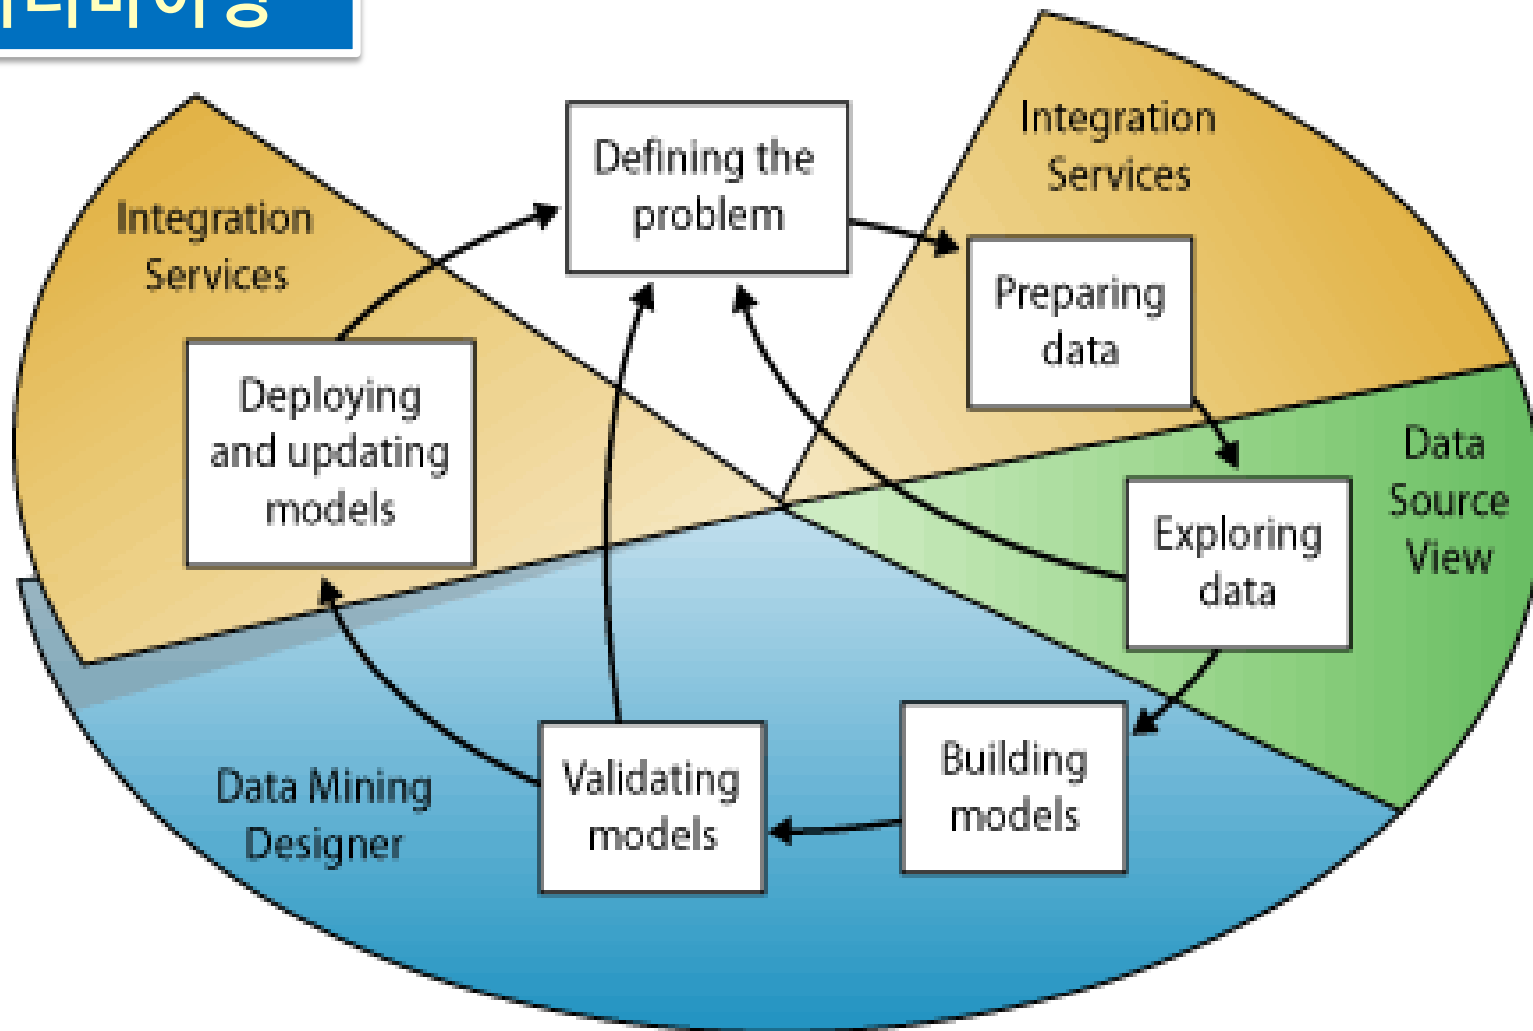 Defining the
problem
Integration
Services
Preparing
data
Data
Source
View
Exploring
data
Building
models
Validating
models
Data Mining
Designer
Deploying
and updating
models
Integration
Services